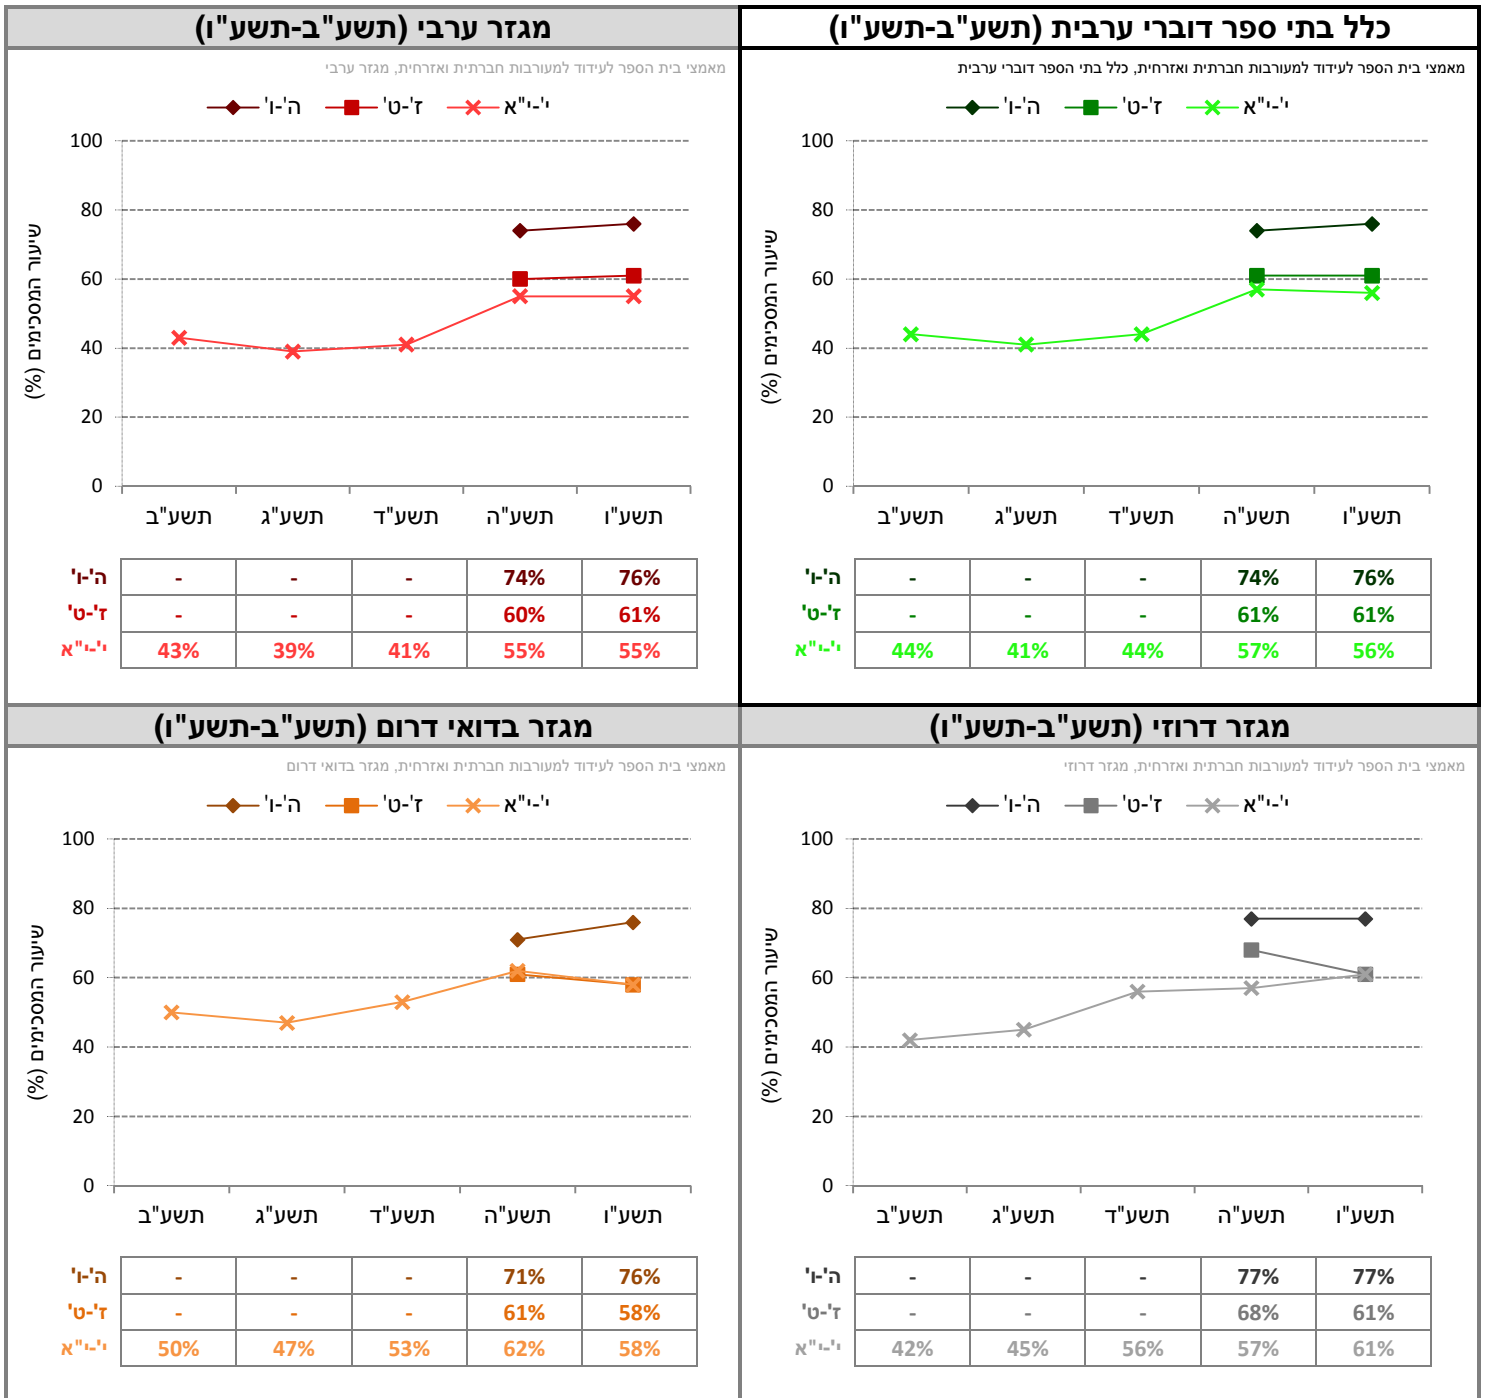 כלל בתי ספר דוברי ערבית (תשע"ב-תשע"ו)
מאמצי בית הספר לעידוד למעורבות חברתית ואזרחית, כלל בתי הספר דוברי ערבית
ה'-ו' ז'-ט' י'-י"א
שיעור המסכימים (%)
100
80
60
40
20
0
תשע"ב תשע"ג תשע"ד תשע"ה תשע"ו
ה'-ו' - - - 74% 76%
ז'-ט' - - - 61% 61%
י'-י"א 44% 41% 44% 57% 56%
מגזר ערבי (תשע"ב-תשע"ו)
מאמצי בית הספר לעידוד למעורבות חברתית ואזרחית, מגזר ערבי
ה'-ו' ז'-ט' י'-י"א
שיעור המסכימים (%)
100
80
60
40
20
0
תשע"ב תשע"ג תשע"ד תשע"ה תשע"ו
ה'-ו' - - - 74% 76%
ז'-ט' - - - 60% 61%
י'-י"א 43% 39% 41% 55% 55%
מגזר דרוזי (תשע"ב-תשע"ו)
מאמצי בית הספר לעידוד למעורבות חברתית ואזרחית, מגזר דרוזי
ה'-ו' ז'-ט' י'-י"א
שיעור המסכימים (%)
100
80
60
40
20
0
תשע"ב תשע"ג תשע"ד תשע"ה תשע"ו
ה'-ו' - - - 77% 77%
ז'-ט' - - - 68% 61%
י'-י"א 42% 45% 56% 57% 61%
מגזר בדואי דרום (תשע"ב-תשע"ו)
מאמצי בית הספר לעידוד למעורבות חברתית ואזרחית, מגזר בדואי דרום
ה'-ו' ז'-ט' י'-י"א
שיעור המסכימים (%)
100
80
60
40
20
0
תשע"ב תשע"ג תשע"ד תשע"ה תשע"ו
ה'-ו' - - - 71% 76%
ז'-ט' - - - 61% 58%
י'-י"א 50% 47% 53% 62% 58%